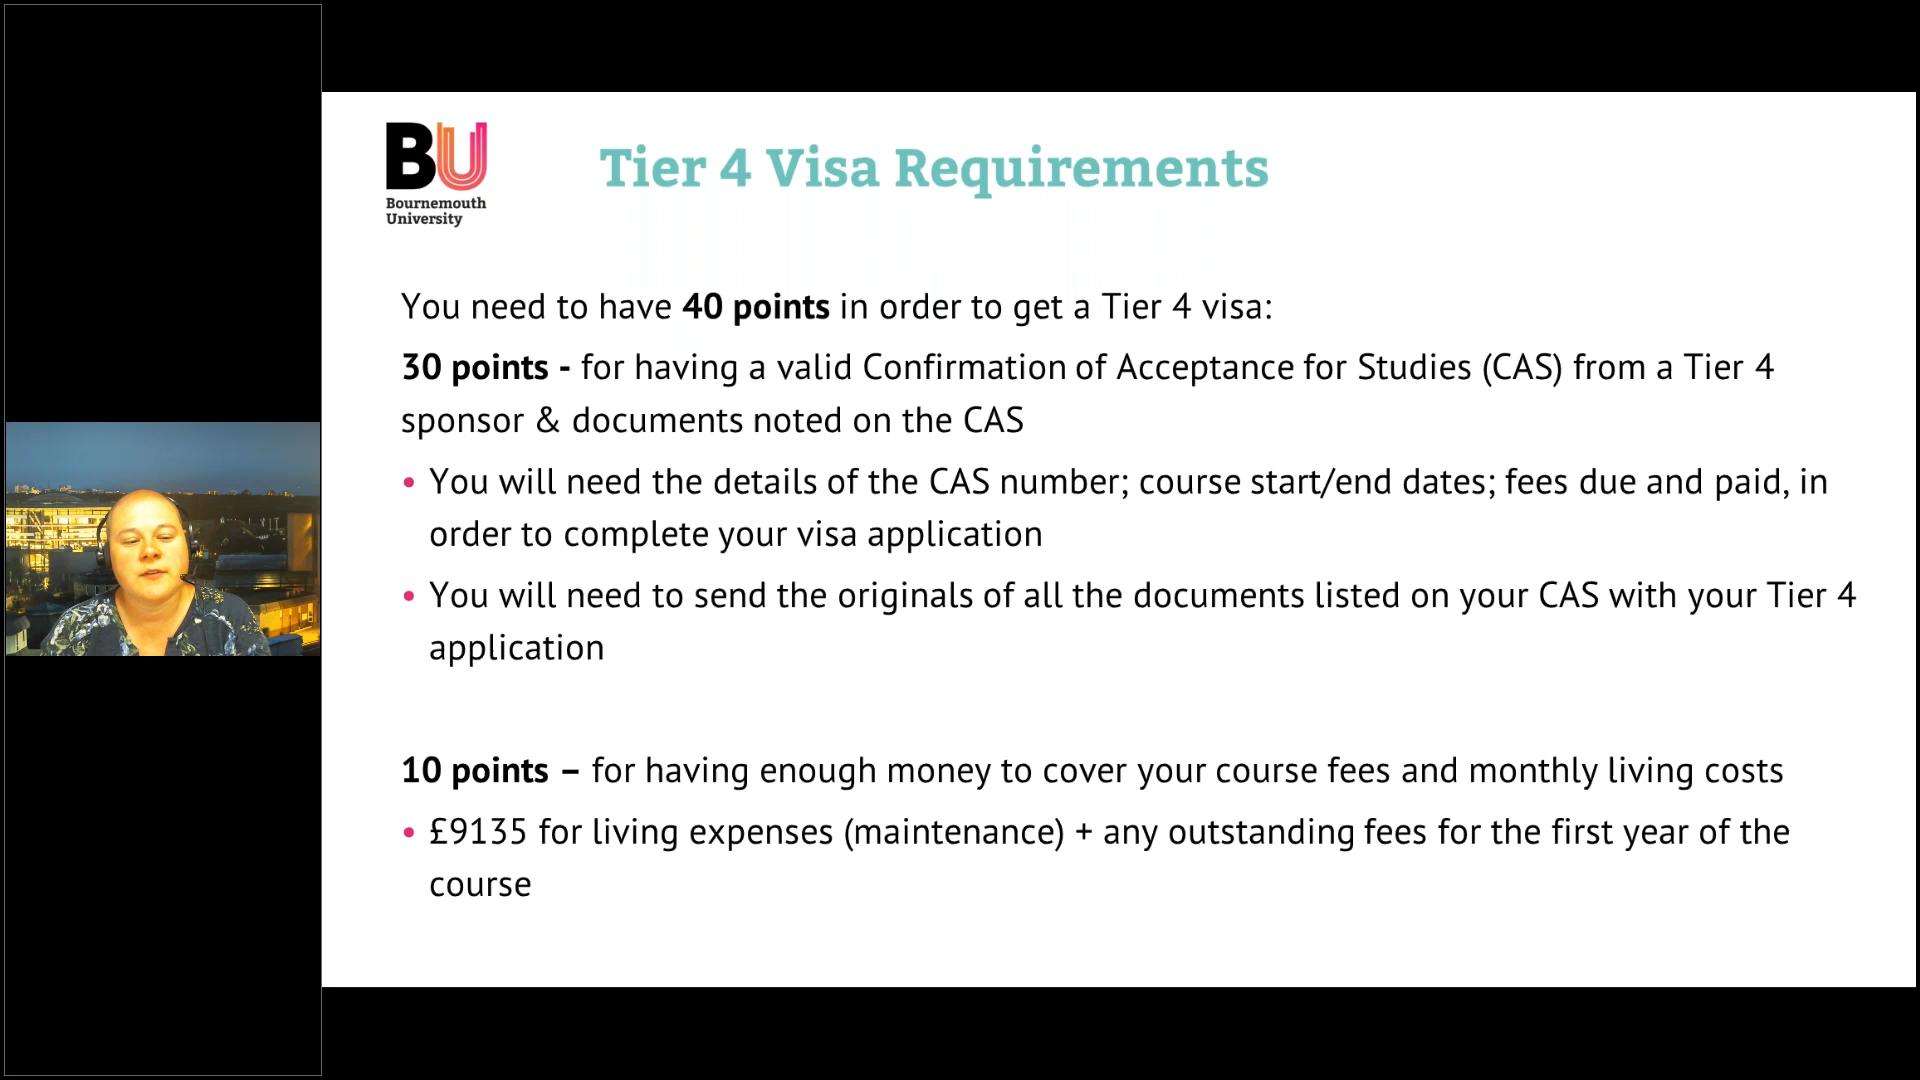 BU
Bournemouth
University
Tier 4 Visa Requirements
You need to have 40 points in order to get a Tier 4 visa:
30 points - for having a valid Confirmation of Acceptance for Studies (CAS) from a Tier 4
sponsor & documents noted on the CAS
• You will need the details of the CAS number; course start/end dates; fees due and paid, in
order to complete your visa application
• You will need to send the originals of all the documents listed on your CAS with your Tier 4
application
10 points – for having enough money to cover your course fees and monthly living costs
• £9135 for living expenses (maintenance) + any outstanding fees for the first year of the
course